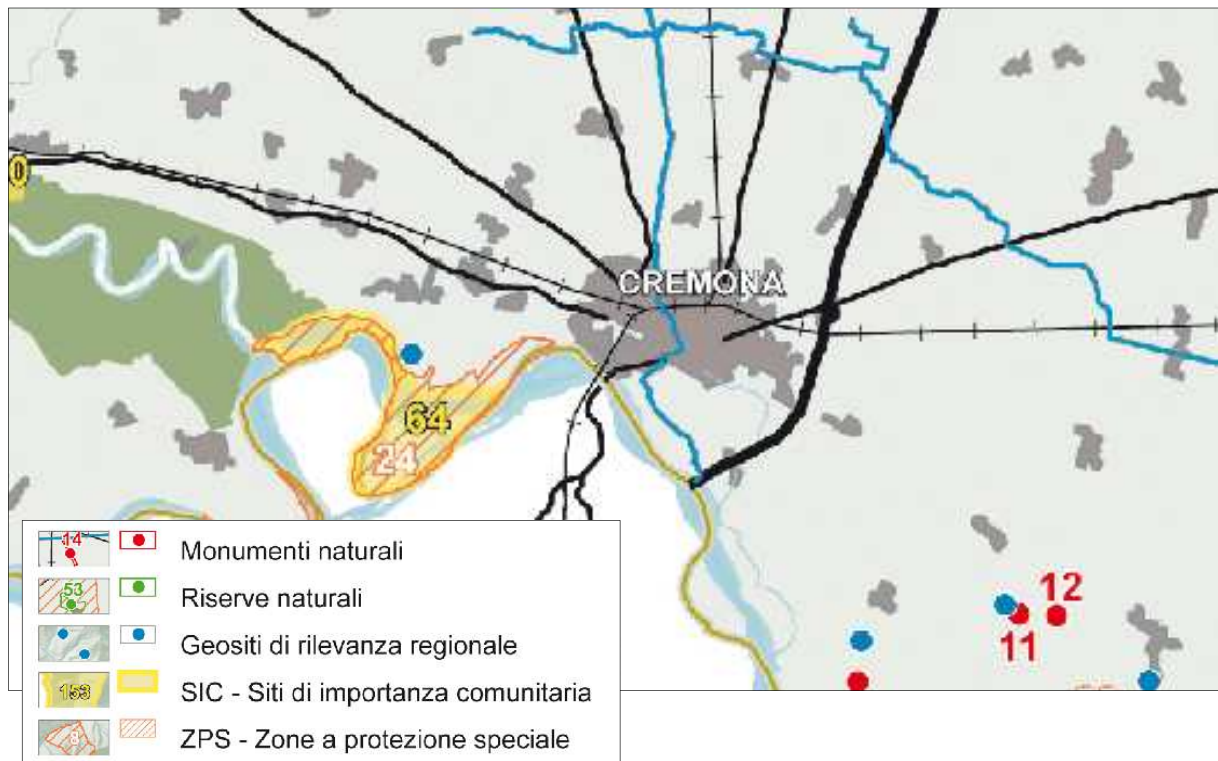 0
CREMONA
64
24
12
11
14
Monumenti naturali
53
Riserve naturali
Geositi di rilevanza regionale
153
SIC - Siti di importanza comunitaria
8
ZPS - Zone a protezione speciale